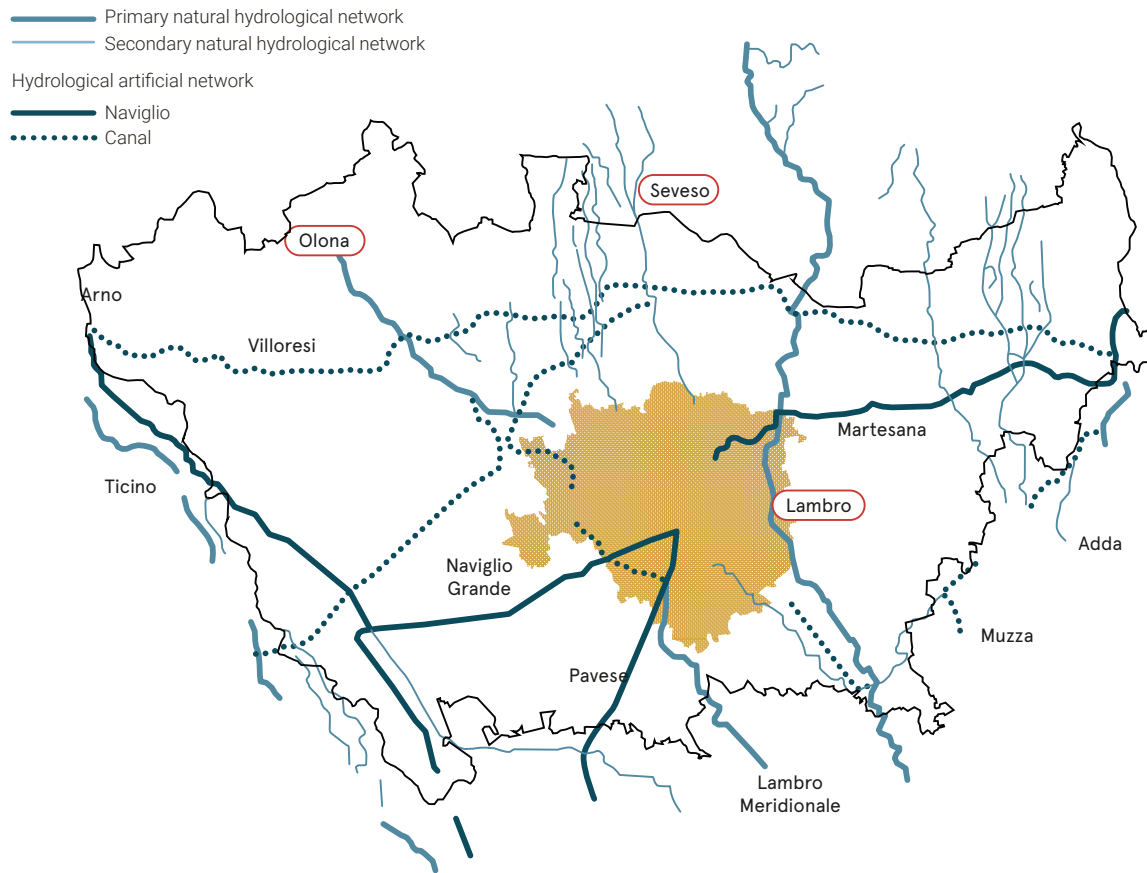 Primary natural hydrological network
Secondary natural hydrological network
Hydrological artificial network
Naviglio
Canal
Seveso
Olona
Arno
Villoresi
Martesana
Ticino
Lambro
Adda
Naviglio
Grande
Muzza
Pavese
Lambro
Meridionale